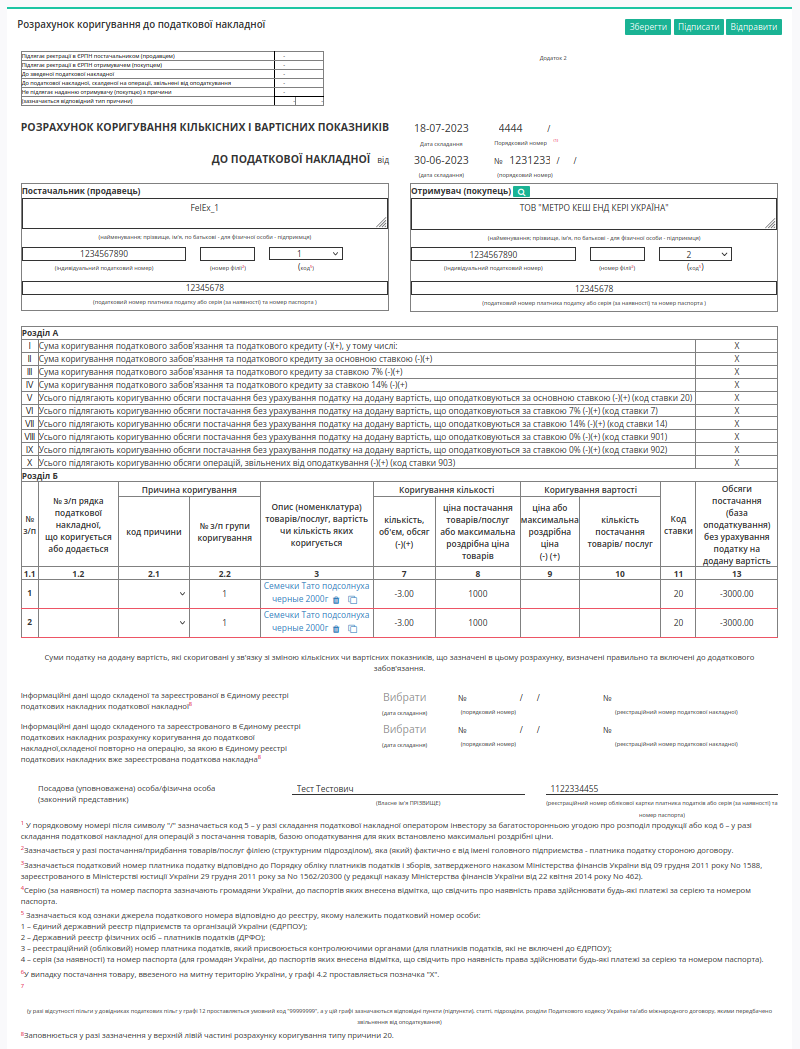 Розрахунок коригування до податкової накладної
Зберегти Підписати Відправити
Додаток 2
Підлягає реєтрації в ЄРПН постачальником (продавцем) -
Підлягає реєтрації в ЄРПН отримувачем (покупцем) -
До зведеної податкової накладної -
До податкової накладної, складеної на операції, звільнені від оподаткування -
Не підлягає наданню отримувачу (покупцю) з причини -
(зазначається відповідний тип причини) -
РОЗРАХУНОК КОРИГУВАННЯ КІЛЬКІСНИХ І ВАРТІСНИХ ПОКАЗНИКІВ 18-07-2023 4444 /
Дата складання Порядковий номер
ДО ПОДАТКОВОЇ НАКЛАДНОЇ від 30-06-2023 № 1231233 / /
(дата складання) (порядковий номер)
Постачальник (продавець)
FelEx_1
(найменування; прізвище, ім'я, по батькові - для фізичної особи - підприємця)
1234567890 1
(індивідуальний податковий номер) (номер філії²) (код⁵)
12345678
(податковий номер платника податку або серія (за наявності) та номер паспорта )
Отримувач (покупець)
ТОВ "МЕТРО КЕШ ЕНД КЕРІ УКРАЇНА"
(найменування; прізвище, ім'я, по батькові - для фізичної особи - підприємця)
1234567890 2
(індивідуальний податковий номер) (номер філії²) (код⁵)
12345678
(податковий номер платника податку або серія (за наявності) та номер паспорта )
Розділ А
I Сума коригування податкового забов'язання та податкового кредиту (-)(+), у тому числі: X
II Сума коригування податкового забов'язання та податкового кредиту за основною ставкою (-)(+) X
III Сума коригування податкового забов'язання та податкового кредиту за ставкою 7% (-)(+) X
IV Сума коригування податкового забов'язання та податкового кредиту за ставкою 14% (-)(+) X
V Усього підлягають коригуванню обсяги постачання без урахування податку на додану вартість, що оподатковуються за основною ставкою (-)(+) (код ставки 20) X
VI Усього підлягають коригуванню обсяги постачання без урахування податку на додану вартість, що оподатковуються за ставкою 7% (-)(+) (код ставки 7) X
VII Усього підлягають коригуванню обсяги постачання без урахування податку на додану вартість, що оподатковуються за ставкою 14% (-)(+) (код ставки 14) X
VIII Усього підлягають коригуванню обсяги постачання без урахування податку на додану вартість, що оподатковуються за ставкою 0% (-)(+) (код ставки 901) X
IX Усього підлягають коригуванню обсяги постачання без урахування податку на додану вартість, що оподатковуються за ставкою 0% (-)(+) (код ставки 902) X
X Усього підлягають коригуванню обсяги операцій, звільнених від оподаткування (-)(+) (код ставки 903) X
Розділ Б
№ з/п
№ з/п рядка податкової накладної, що коригується або додається
Причина коригування
код причини
№ з/п групи коригування
Опис (номенклатура) товарів/послуг, вартість чи кількість яких коригується
Коригування кількості
кількість, об'єм, обсяг (-)(+)
ціна постачання товарів/послуг або максимальна роздрібна ціна товарів
Коригування вартості
ціна або максимальна роздрібна ціна (-) (+)
кількість постачання товарів/ послуг
Код ставки
Обсяги постачання (база оподаткування) без урахування податку на додану вартість
1.1 1.2 2.1 2.2 3 7 8 9 10 11 13
1 1 Семечки Тато подсолнуха черные 2000г -3.00 1000 20 -3000.00
2 1 Семечки Тато подсолнуха черные 2000г -3.00 1000 20 -3000.00
Суми податку на додану вартість, які скориговані у зв'язку зі зміною кількісних чи вартісних показників, що зазначені в цьому розрахунку, визначені правильно та включені до додаткового
забов'язання.
Інформаційні дані щодо складеної та зареєстрованої в Єдиному реєстрі
податкових накладних податкової накладної⁸
Вибрати № / / №
(дата складання) (порядковий номер) (реєстраційний номер податкової накладної)
Інформаційні дані щодо складеного та зареєстрованого в Єдиному реєстрі
податкових накладних розрахунку коригування до податкової
накладної,складеної повторно на операцію, за якою в Єдиному реєстрі
податкових накладних вже зареєстрована податкова накладна⁸
Вибрати № / / №
(дата складання) (порядковий номер) (реєстраційний номер податкової накладної)
Посадова (уповноважена) особа/фізична особа
(законний представник)
Тест Тестович
(Власне ім'я ПРІЗВИЩЕ)
1122334455
(реєстраційний номер облікової картки платника податків або серія (за наявності) та
номер паспорта)
¹ У порядковому номері після символу "/" зазначається код 5 – у разі складання податкової накладної оператором інвестору за багатосторонньою угодою про розподіл продукції або код 6 – у разі
складання податкової накладної для операцій з постачання товарів, базою оподаткування для яких встановлено максимальні роздрібні ціни.
²Зазначається у разі постачання/придбання товарів/послуг філією (структурним підрозділом), яка (який) фактично є від імені головного підприємства - платника податку стороною договору.
³Зазначається податковий номер платника податку відповідно до Порядку обліку платників податків і зборів, затвердженого наказом Міністерства фінансів України від 09 грудня 2011 року No 1588,
зареєстрованого в Міністерстві юстиції України 29 грудня 2011 року за No 1562/20300 (у редакції наказу Міністерства фінансів України від 22 квітня 2014 року No 462).
⁴Серію (за наявності) та номер паспорта зазначають громадяни України, до паспортів яких внесена відмітка, що свідчить про наявність права здійснювати будь-які платежі за серією та номером
паспорта.
⁵ Зазначається код ознаки джерела податкового номера відповідно до реєстру, якому належить податковий номер особи:
1 – Єдиний державний реєстр підприємств та організацій України (ЄДРПОУ);
2 – Державний реєстр фізичних осіб – платників податків (ДРФО);
3 – реєстраційний (обліковий) номер платника податків, який присвоюється контролюючими органами (для платників податків, які не включені до ЄДРПОУ);
4 – серія (за наявності) та номер паспорта (для громадян України, до паспортів яких внесена відмітка, що свідчить про наявність права здійснювати будь-які платежі за серією та номером паспорта).
⁶У випадку постачання товару, ввезеного на митну територію України, у графі 4.2 проставляється позначка "X".
⁷
(у разі відсутності пільги у довідниках податкових пільг у графі 12 проставляється умовний код "99999999", а у цій графі зазначаються відповідні пункти (підпункти), статті, підрозділи, розділи Податкового кодексу України та/або міжнародного договору, якими передбачено
звільнення від оподаткування)
⁸Заповнюється у разі зазначення у верхній лівій частині розрахунку коригування типу причини 20.